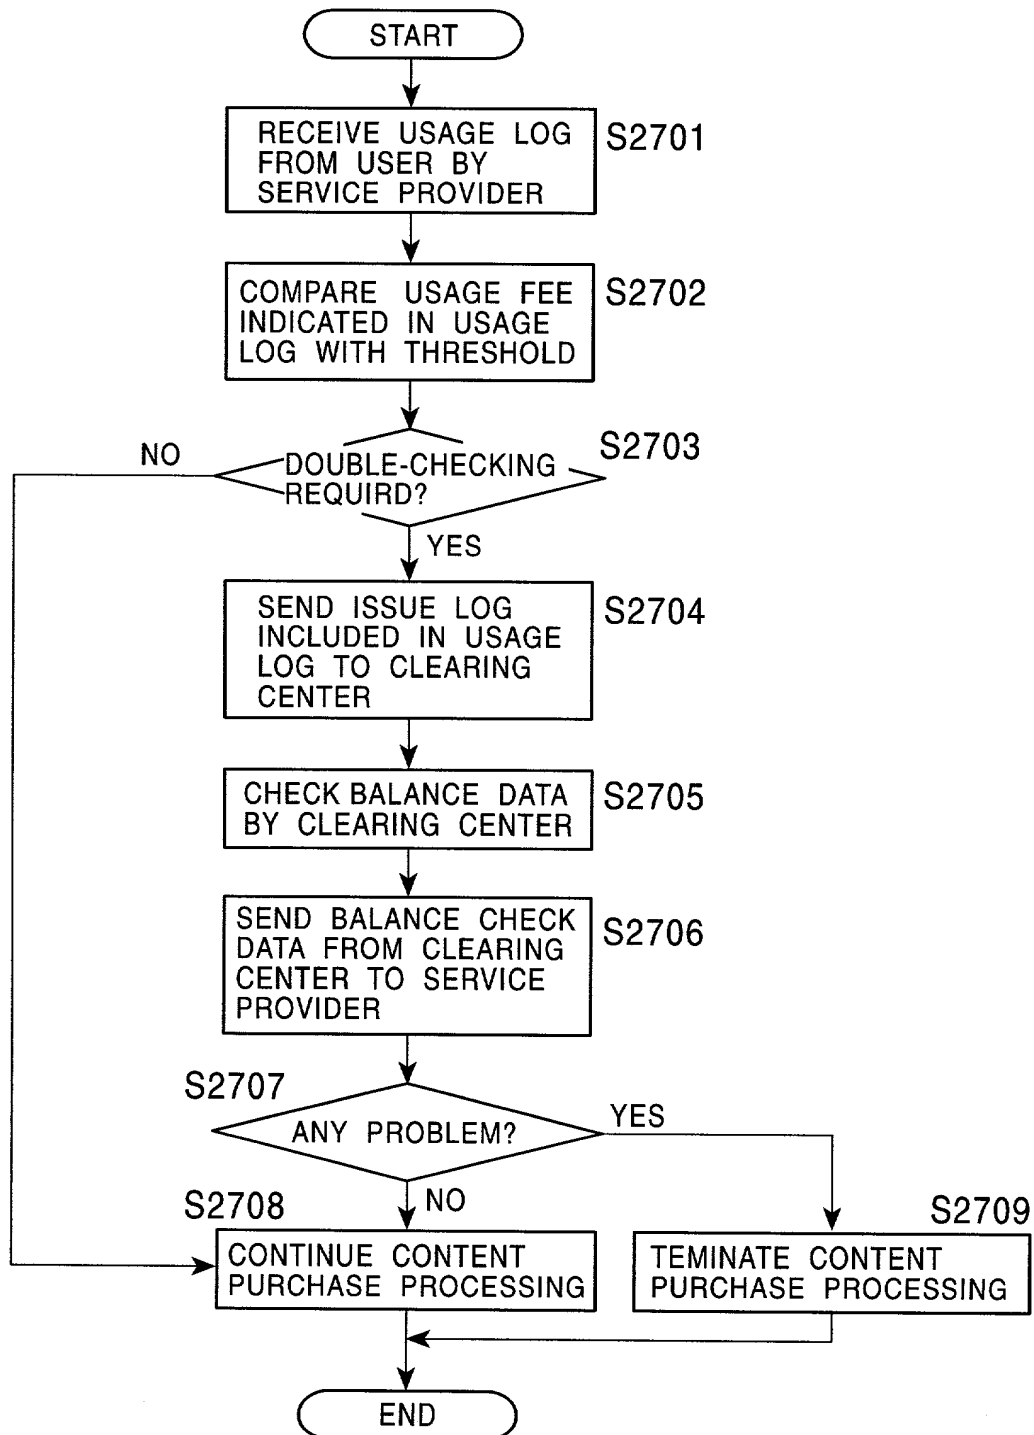 START
RECEIVE USAGE LOG
FROM USER BY
SERVICE PROVIDER
S2701
COMPARE USAGE FEE
INDICATED IN USAGE
LOG WITH THRESHOLD
S2702
S2703
NO
DOUBLE-CHECKING
REQUIRD?
YES
SEND ISSUE LOG
INCLUDED IN USAGE
LOG TO CLEARING
CENTER
S2704
CHECK BALANCE DATA
BY CLEARING CENTER
S2705
SEND BALANCE CHECK
DATA FROM CLEARING
CENTER TO SERVICE
PROVIDER
S2706
S2707
ANY PROBLEM?
YES
NO
S2708
CONTINUE CONTENT
PURCHASE PROCESSING
S2709
TEMINATE CONTENT
PURCHASE PROCESSING
END